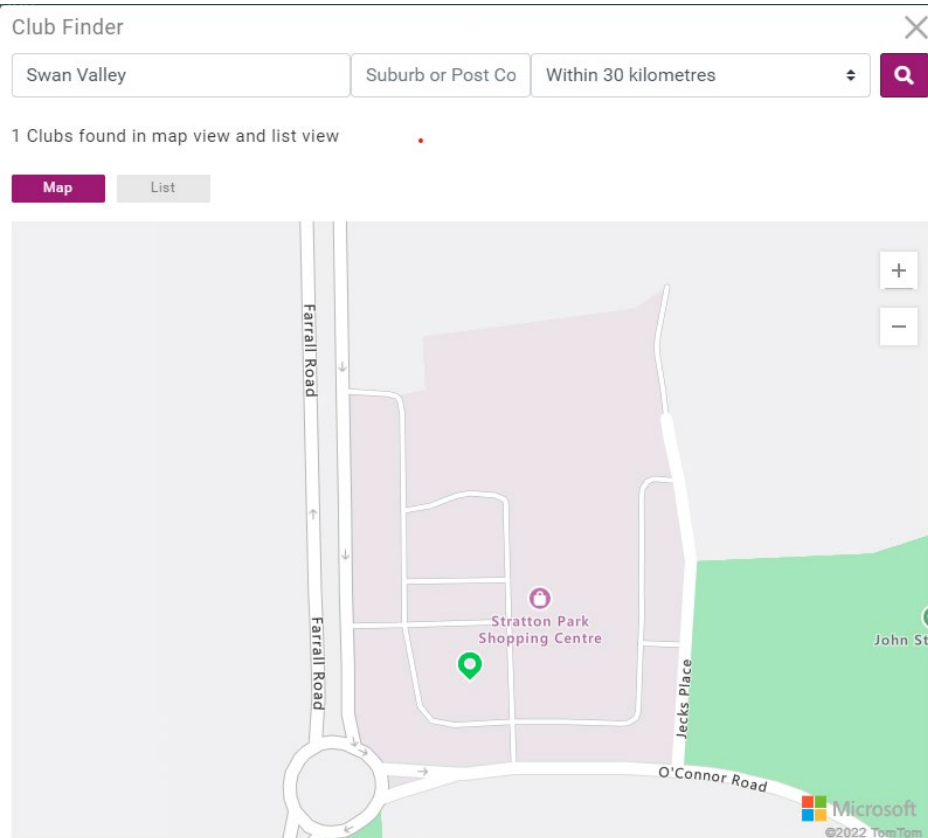 Club Finder
Swan Valley
Suburb or Post Co
Within 30 kilometres
1 Clubs found in map view and list view
Map
List
Farrall Road
Farrall Road
Stratton Park
Shopping Centre
John St
Jecks Place
O'Connor Road
Microsoft
©2022 TomTom